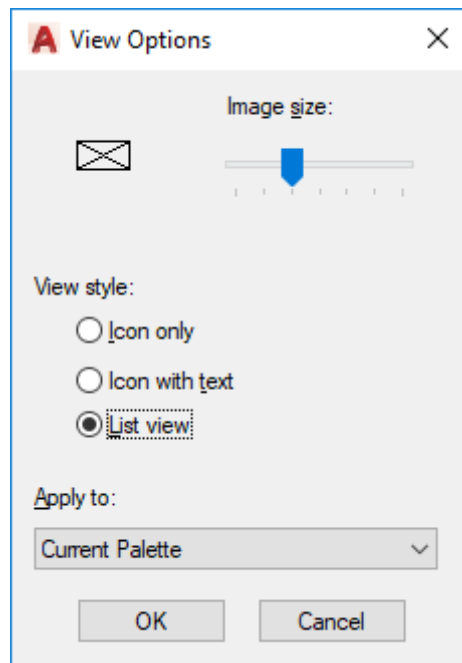 View Options
Image size:
View style:
Icon only
Icon with text
List view
Apply to:
Current Palette
OK
Cancel